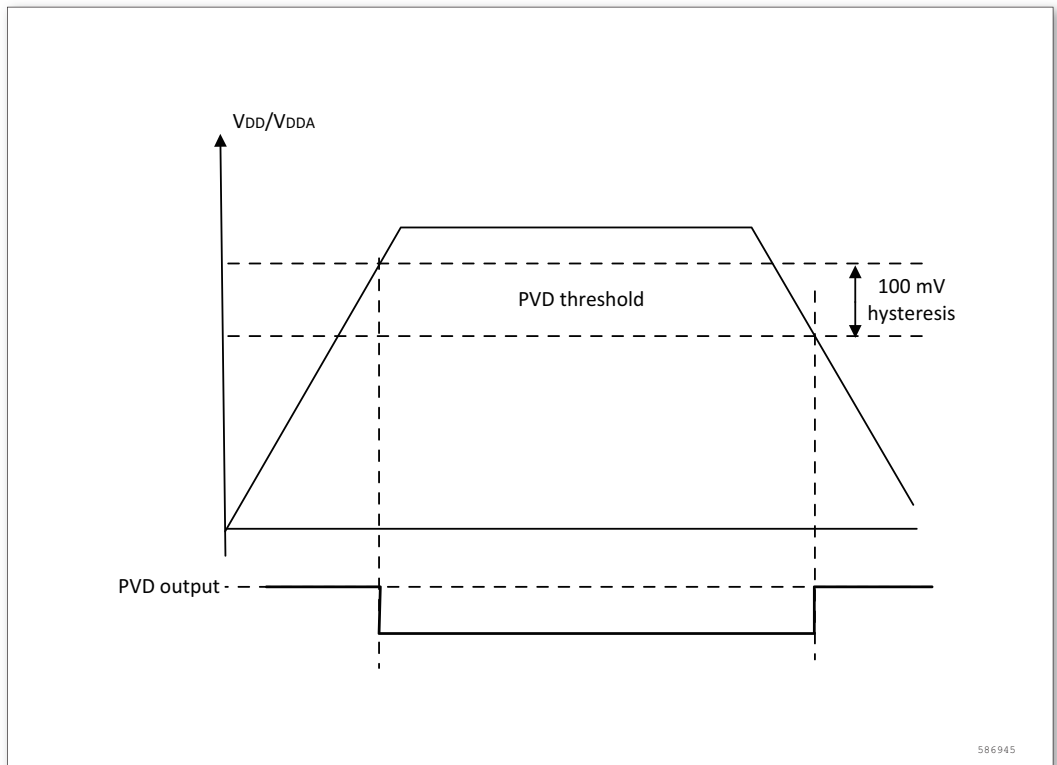 VDD/VDDA
PVD threshold
100 mV
hysteresis
PVD output
586945